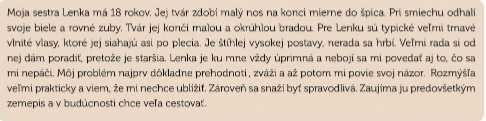 Moja sestra Lenka má 18 rokov. Jej tvár zdobí malý nos na konci mierne do špica. Pri smiechu odhalí
svoje biele a rovné zuby. Tvár jej končí malou a okrúhlou bradou. Pre Lenku sú typické veľmi tmavé
vlnité vlasy, ktoré jej siahajú asi po plecia. Je štíhlej vysokej postavy, nerada sa hrbí. Veľmi rada si od
nej dám poradiť, pretože je staršia. Lenka je ku mne vždy úprimná a nebojí sa mi povedať aj to, čo sa
mi nepáči. Môj problém najprv dôkladne prehodnotí , zváži a až potom mi povie svoj názor. Rozmýšľa
veľmi prakticky a viem, že mi nechce ublížiť. Zároveň sa snaží byť spravodlivá. Zaujíma ju predovšetkým
zemepis a v budúcnosti chce veľa cestovať.